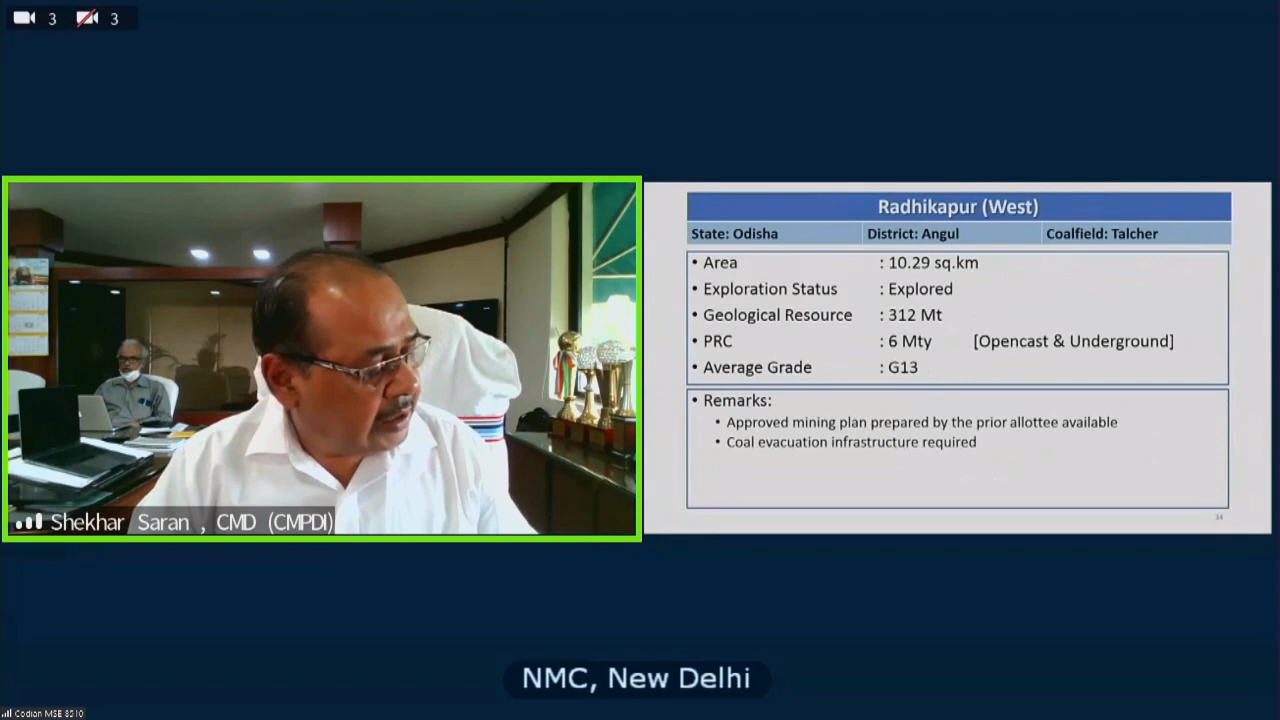 3 3
Shekhar Saran , CMD (CMPDI)
Radhikapur (West)
State: Odisha District: Angul Coalfield: Talcher
• Area : 10.29 sq.km
• Exploration Status : Explored
• Geological Resource : 312 Mt
• PRC : 6 Mty [Opencast & Underground]
• Average Grade : G13
• Remarks:
• Approved mining plan prepared by the prior allottee available
• Coal evacuation infrastructure required
34
NMC, New Delhi
Codian MSE 8510